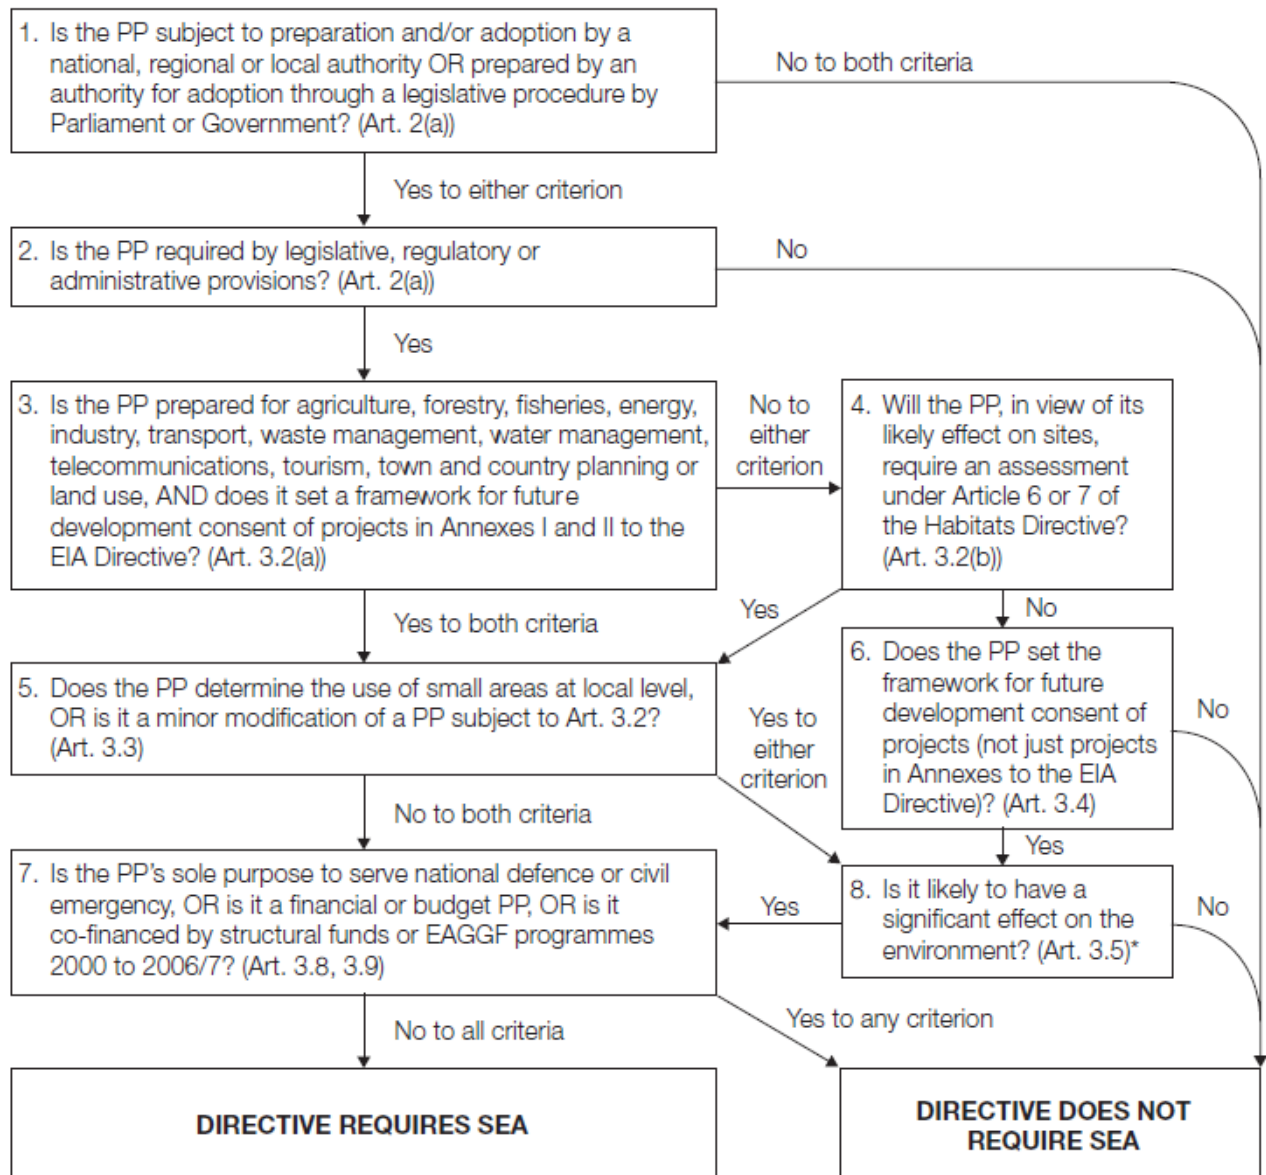 1. Is the PP subject to preparation and/or adoption by a
national, regional or local authority OR prepared by an
authority for adoption through a legislative procedure by
Parliament or Government? (Art. 2(a))
No to both criteria
Yes to either criterion
2. Is the PP required by legislative, regulatory or
administrative provisions? (Art. 2(a))
No
Yes
3. Is the PP prepared for agriculture, forestry, fisheries, energy,
industry, transport, waste management, water management,
telecommunications, tourism, town and country planning or
land use, AND does it set a framework for future
development consent of projects in Annexes I and II to the
EIA Directive? (Art. 3.2(a))
No to
either
criterion
4. Will the PP, in view of its
likely effect on sites,
require an assessment
under Article 6 or 7 of
the Habitats Directive?
(Art. 3.2(b))
Yes to both criteria
Yes
No
5. Does the PP determine the use of small areas at local level,
OR is it a minor modification of a PP subject to Art. 3.2?
(Art. 3.3)
Yes to
either
criterion
6. Does the PP set the
framework for future
development consent of
projects (not just projects
in Annexes to the EIA
Directive)? (Art. 3.4)
No
No to both criteria
Yes
7. Is the PP's sole purpose to serve national defence or civil
emergency, OR is it a financial or budget PP, OR is it
co-financed by structural funds or EAGGF programmes
2000 to 2006/7? (Art. 3.8, 3.9)
Yes
8. Is it likely to have a
significant effect on the
environment? (Art. 3.5)*
No
No to all criteria
Yes to any criterion
DIRECTIVE REQUIRES SEA
DIRECTIVE DOES NOT
REQUIRE SEA